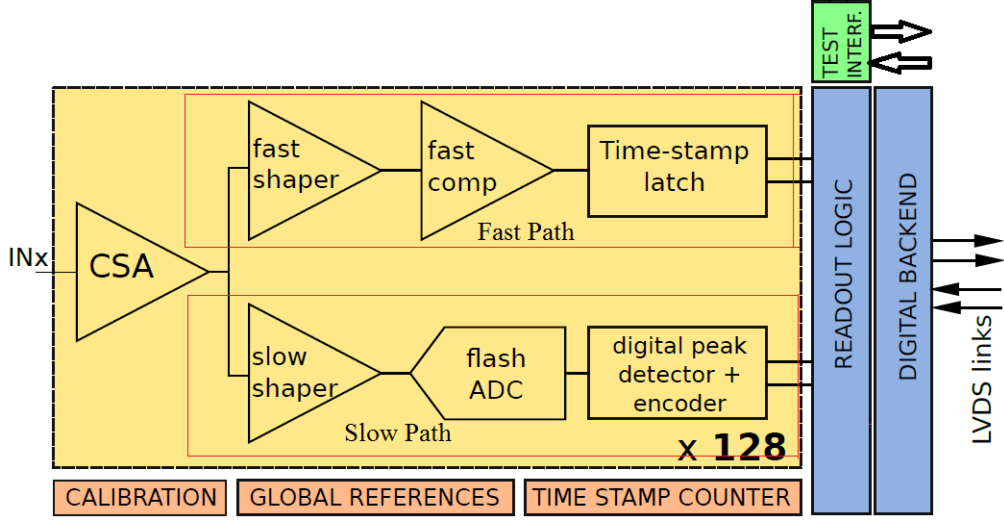 TEST
INTERF.
fast
shaper
fast
comp
Time-stamp
latch
Fast Path
INx
CSA
slow
shaper
flash
ADC
digital peak
detector +
encoder
Slow Path
x 128
READOUT LOGIC
DIGITAL BACKEND
LVDS links
CALIBRATION
GLOBAL REFERENCES
TIME STAMP COUNTER